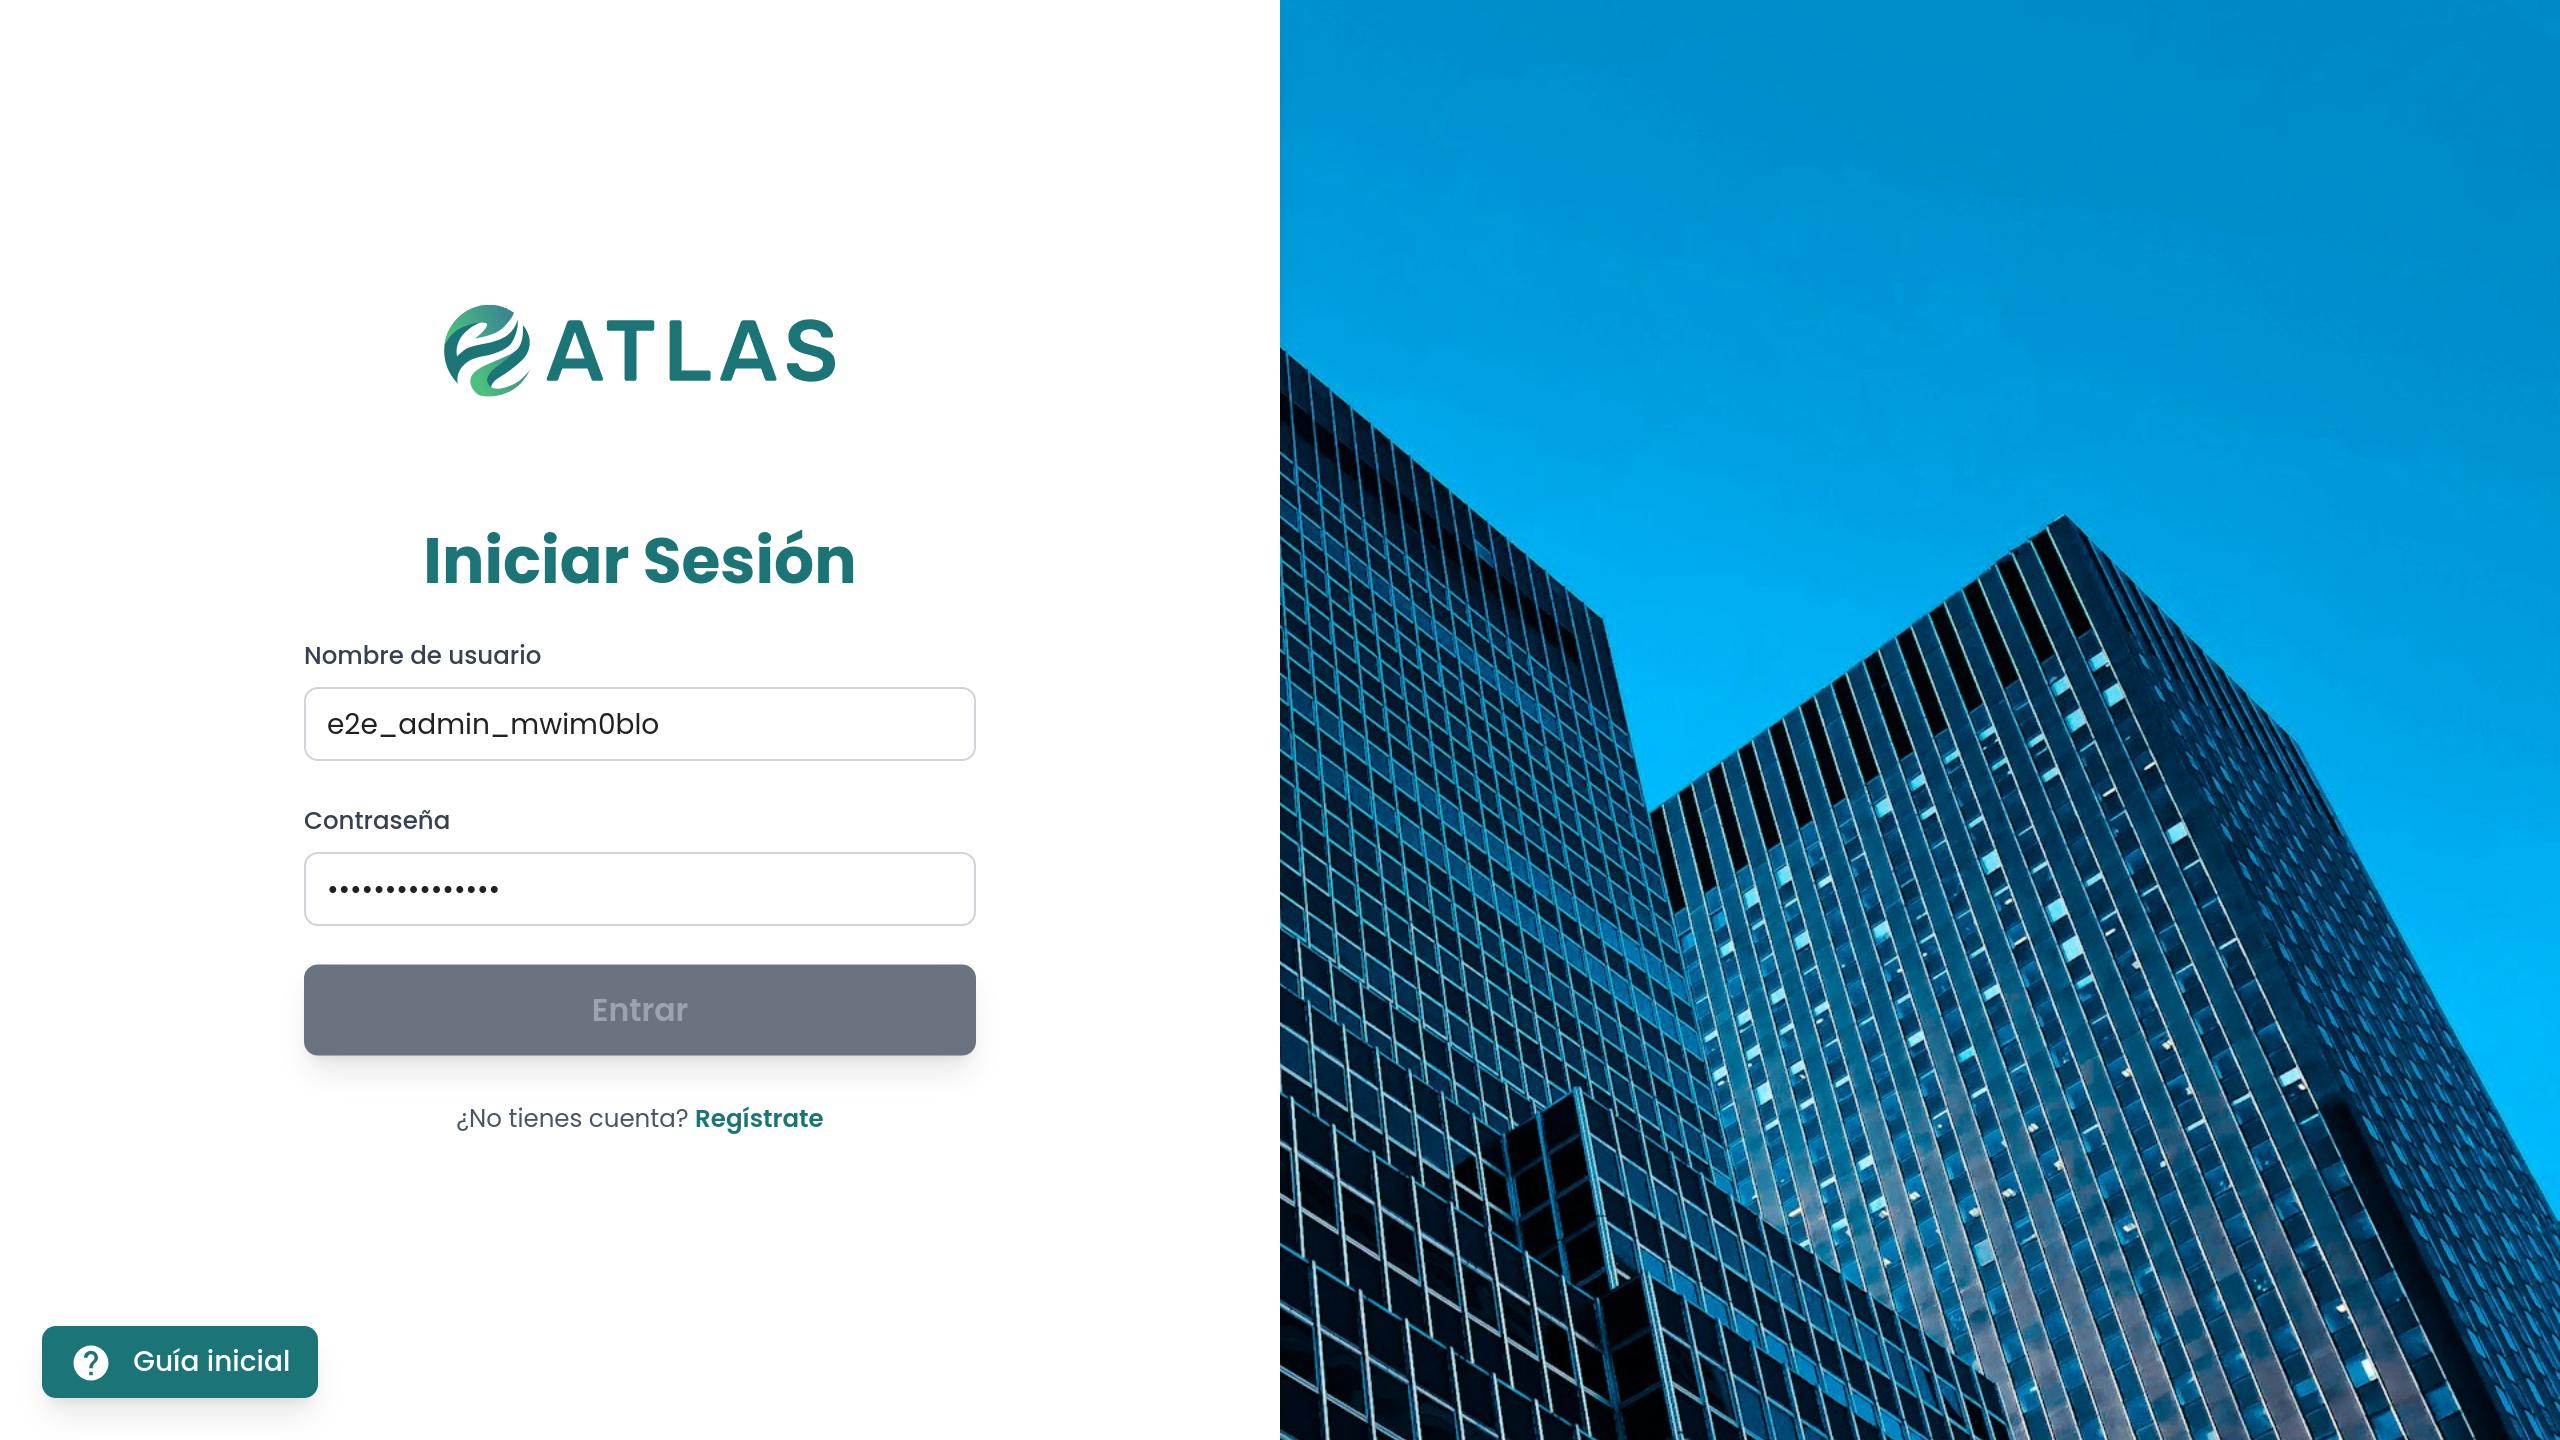 ATLAS
Iniciar Sesión
Nombre de usuario
e2e_admin_mwim0blo
Contraseña
•••••••••••••••
Entrar
¿No tienes cuenta? Regístrate
Guía inicial